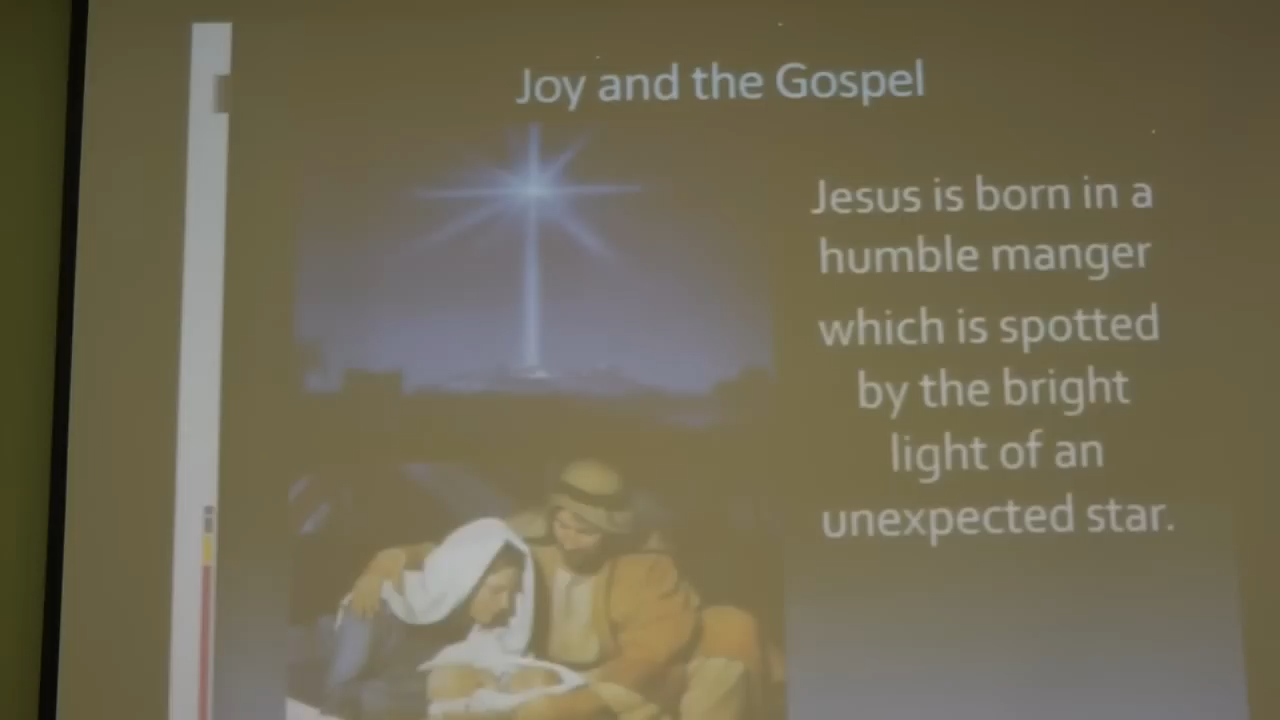 Joy and the Gospel
Jesus is born in a
humble manger
which is spotted
by the bright
light of an
unexpected star.